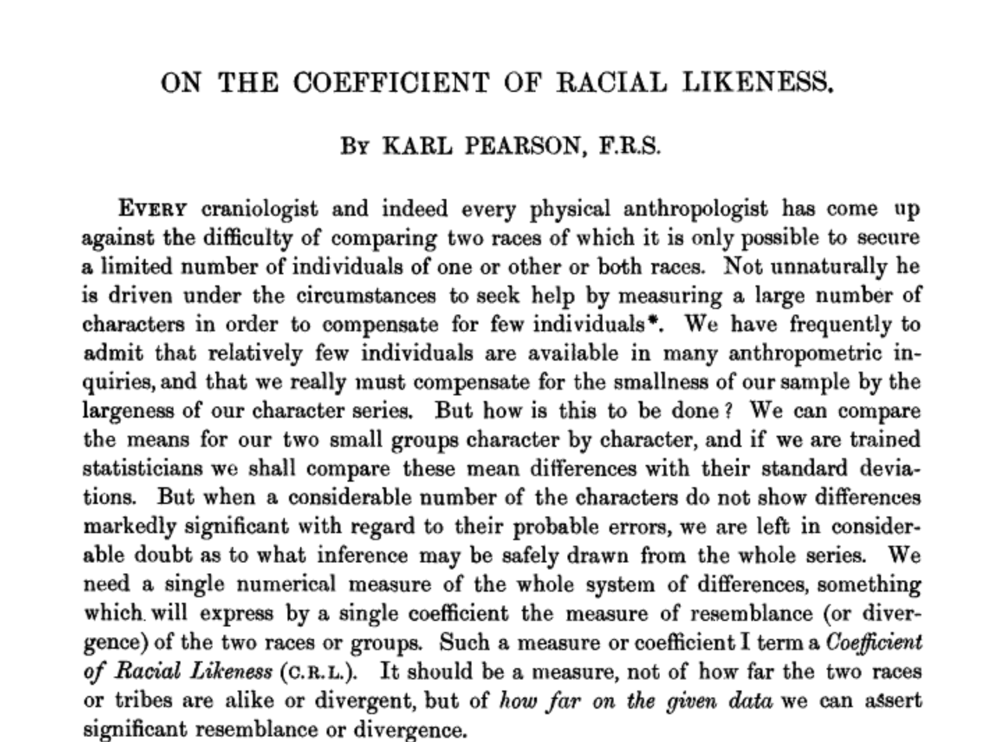 ON THE COEFFICIENT OF RACIAL LIKENESS.
By KARL PEARSON, F.R.S.
Every craniologist and indeed every physical anthropologist has come up
against the difficulty of comparing two races of which it is only possible to secure
a limited number of individuals of one or other or both races. Not unnaturally he
is driven under the circumstances to seek help by measuring a large number of
characters in order to compensate for few individuals*. We have frequently to
admit that relatively few individuals are available in many anthropometric in-
quiries, and that we really must compensate for the smallness of our sample by the
largeness of our character series. But how is this to be done? We can compare
the means for our two small groups character by character, and if we are trained
statisticians we shall compare these mean differences with their standard devia-
tions. But when a considerable number of the characters do not show differences
markedly significant with regard to their probable errors, we are left in consider-
able doubt as to what inference may be safely drawn from the whole series. We
need a single numerical measure of the whole system of differences, something
which will express by a single coefficient the measure of resemblance (or diver-
gence) of the two races or groups. Such a measure or coefficient I term a Coefficient
of Racial Likeness (C.R.L.). It should be a measure, not of how far the two races
or tribes are alike or divergent, but of how far on the given data we can assert
significant resemblance or divergence.